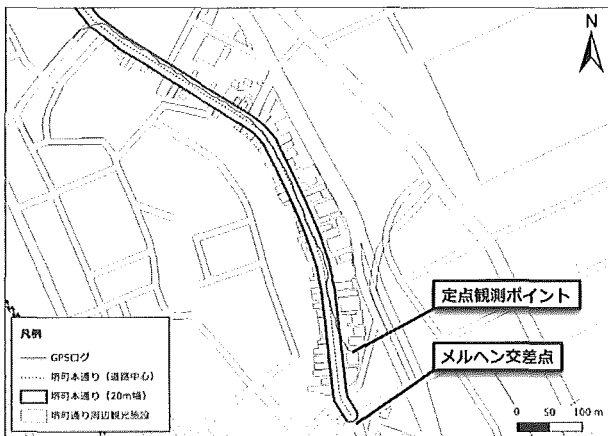 N
定点観測ポイント
メルヘン交差点
凡例
GPSログ
堺町本通り（道路中心）
堺町本通り（20m幅）
堺町通り周辺観光施設
0 50 100 m